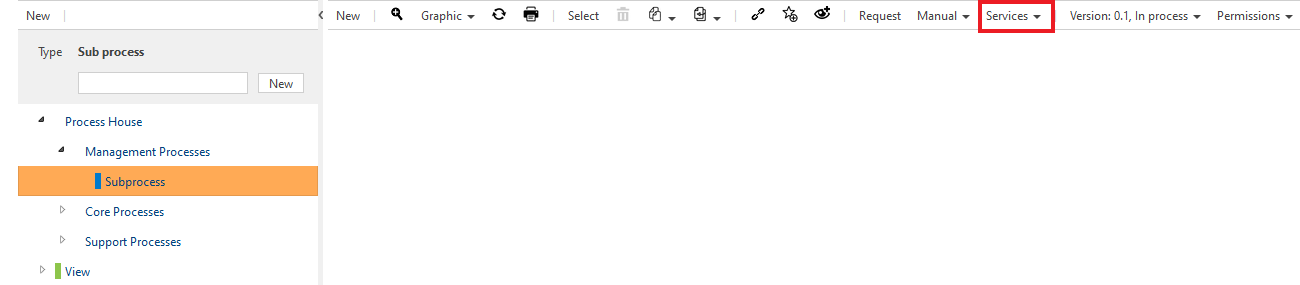 New
New Graphic Select Request Manual Services Version: 0.1, In process Permissions
Type Sub process
New
Process House
Management Processes
Subprocess
Core Processes
Support Processes
View